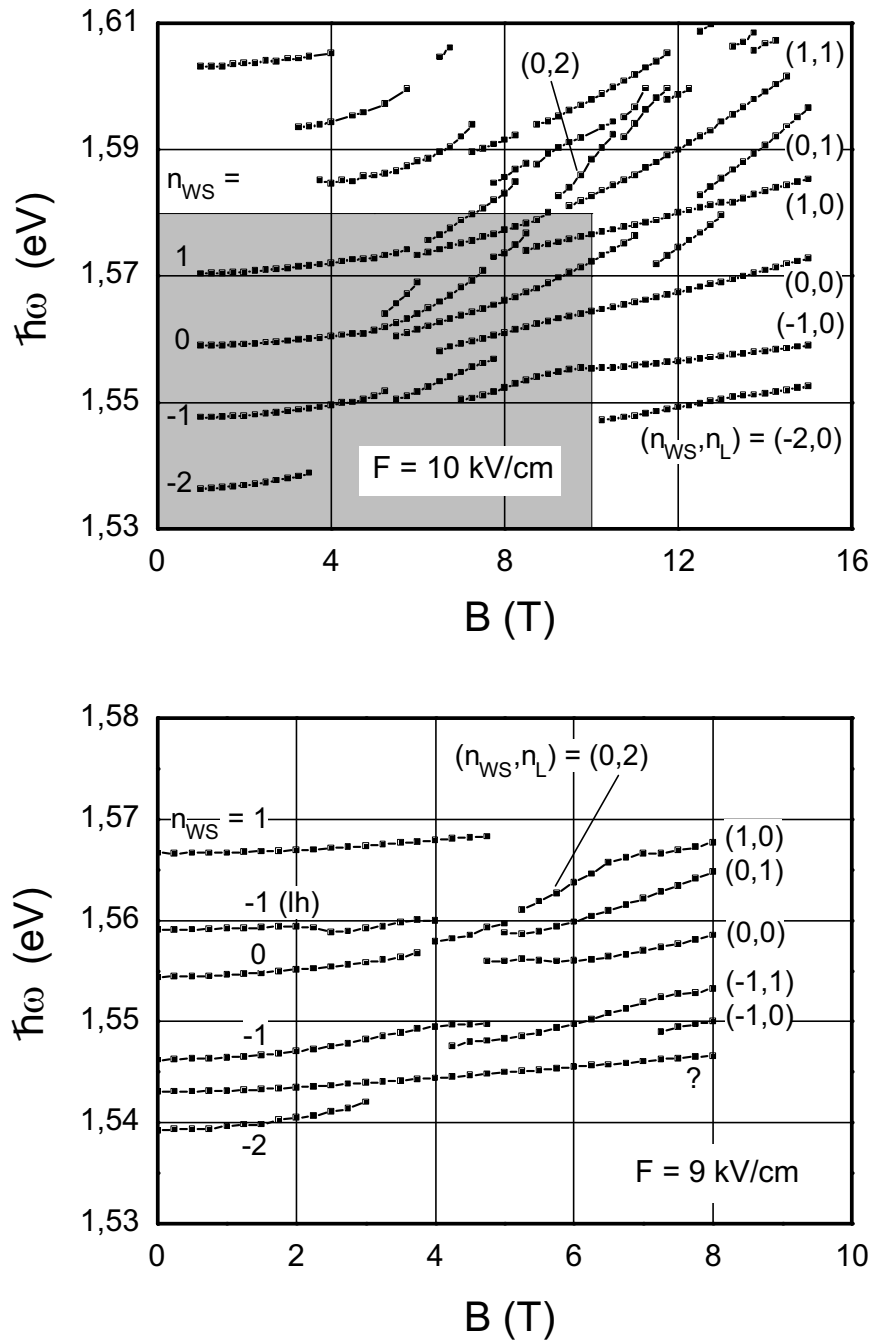 1,61
1,59
1,57
1,55
1,53
ħω (eV)
(0,2)
(1,1)
n_WS =
(0,1)
1
(1,0)
0
(0,0)
(-1,0)
-1
-2
F = 10 kV/cm
(n_WS,n_L) = (-2,0)
0 4 8 12 16
B (T)
1,58
1,57
1,56
1,55
1,54
1,53
ħω (eV)
(n_WS,n_L) = (0,2)
n_WS = 1
(1,0)
-1 (lh)
(0,1)
0
(0,0)
-1
(-1,1)
(-1,0)
?
-2
F = 9 kV/cm
0 2 4 6 8 10
B (T)